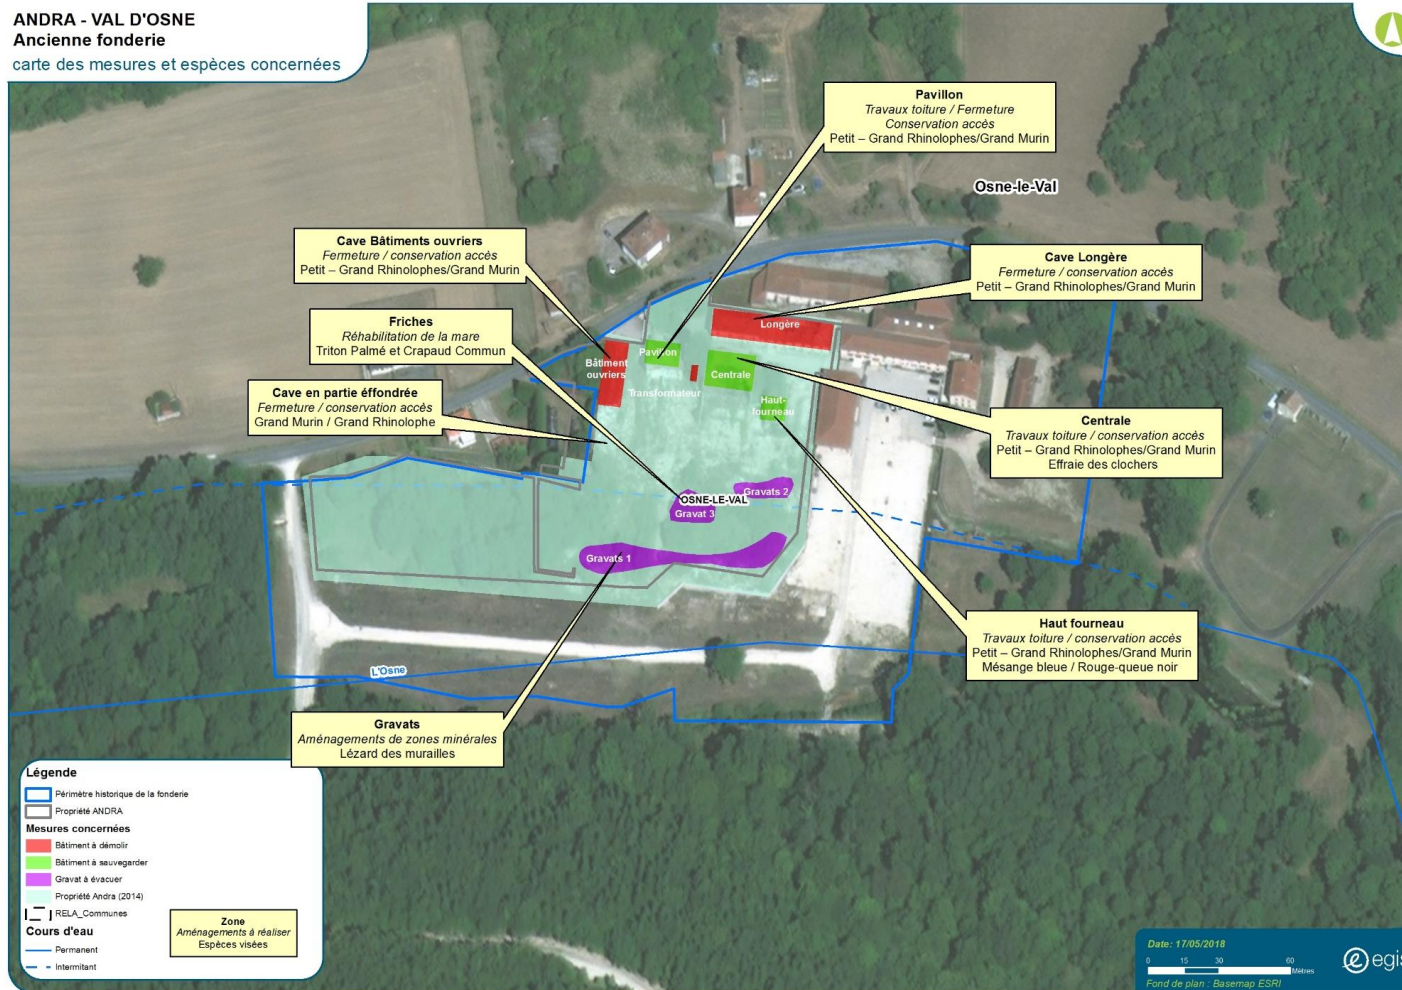 ANDRA - VAL D'OSNE
Ancienne fonderie
carte des mesures et espèces concernées
Pavillon
Travaux toiture / Fermeture
Conservation accès
Petit – Grand Rhinolophes/Grand Murin
Osne-le-Val
Cave Bâtiments ouvriers
Fermeture / conservation accès
Petit – Grand Rhinolophes/Grand Murin
Cave Longère
Fermeture / conservation accès
Petit – Grand Rhinolophes/Grand Murin
Friches
Réhabilitation de la mare
Triton Palmé et Crapaud Commun
Cave en partie éffondrée
Fermeture / conservation accés
Grand Murin / Grand Rhinolophe
Longère
Pavillon
Bâtiment
ouvriers
Centrale
Transformateur
Haut-
fourneau
Centrale
Travaux toiture / conservation accès
Petit – Grand Rhinolophes/Grand Murin
Effraie des clochers
OSNE-LE-VAL
Gravats 2
Gravat 3
Gravats 1
Haut fourneau
Travaux toiture / conservation accès
Petit – Grand Rhinolophes/Grand Murin
Mésange bleue / Rouge-queue noir
L'Osne
Gravats
Aménagements de zones minérales
Lézard des murailles
Légende
Périmètre historique de la fonderie
Propriété ANDRA
Mesures concernées
Bâtiment à démolir
Bâtiment à sauvegarder
Gravat à évacuer
Propriété Andra (2014)
RELA_Communes
Cours d'eau
Permanent
Intermitant
Zone
Aménagements à réaliser
Espèces visées
Date: 17/05/2018
0 15 30 60
Mètres
Fond de plan : Basemap ESRI
egis